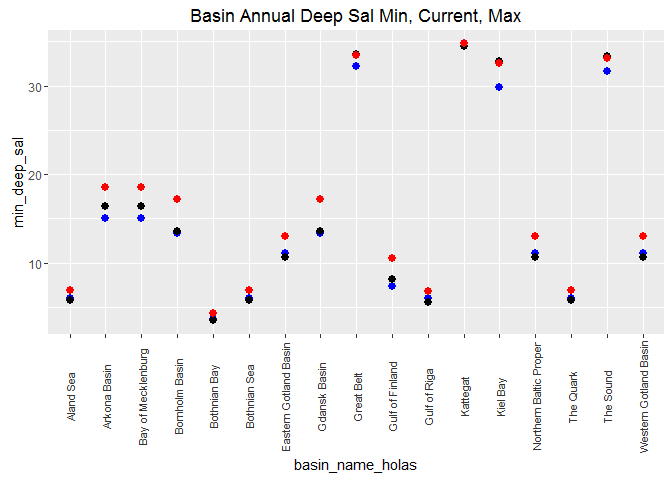 Basin Annual Deep Sal Min, Current, Max
min_deep_sal
30
20
10
Aland Sea
Arkona Basin
Bay of Mecklenburg
Bornholm Basin
Bothnian Bay
Bothnian Sea
Eastern Gotland Basin
Gdansk Basin
Great Belt
Gulf of Finland
Gulf of Riga
Kattegat
Kiel Bay
Northern Baltic Proper
The Quark
The Sound
Western Gotland Basin
basin_name_holas